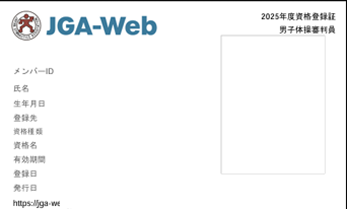 JGA-Web
2025年度資格登録証
男子体操審判員
メンバーID
氏名
生年月日
登録先
資格種類
資格名
有効期間
登録日
発行日
https://jga-we